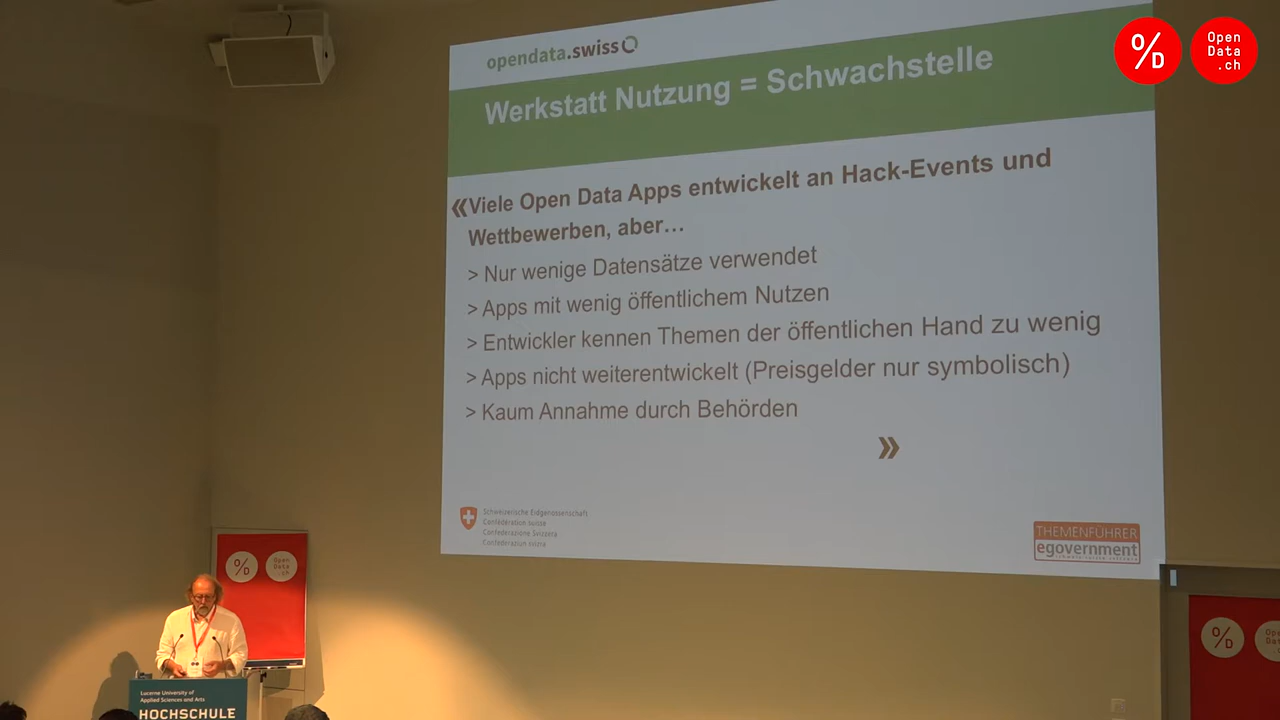 opendata.swiss
Werkstatt Nutzung = Schwachstelle
«Viele Open Data Apps entwickelt an Hack-Events und
Wettbewerben, aber…
> Nur wenige Datensätze verwendet
> Apps mit wenig öffentlichem Nutzen
> Entwickler kennen Themen der öffentlichen Hand zu wenig
> Apps nicht weiterentwickelt (Preisgelder nur symbolisch)
> Kaum Annahme durch Behörden
»
Schweizerische Eidgenossenschaft
Confédération suisse
Confederazione Svizzera
Confederaziun svizra
THEMENFÜHRER
egovernment
%D
Open
Data
.ch
%D
Open
Data
.ch
Lucerne University of
Applied Sciences and Arts
HOCHSCHULE
%D